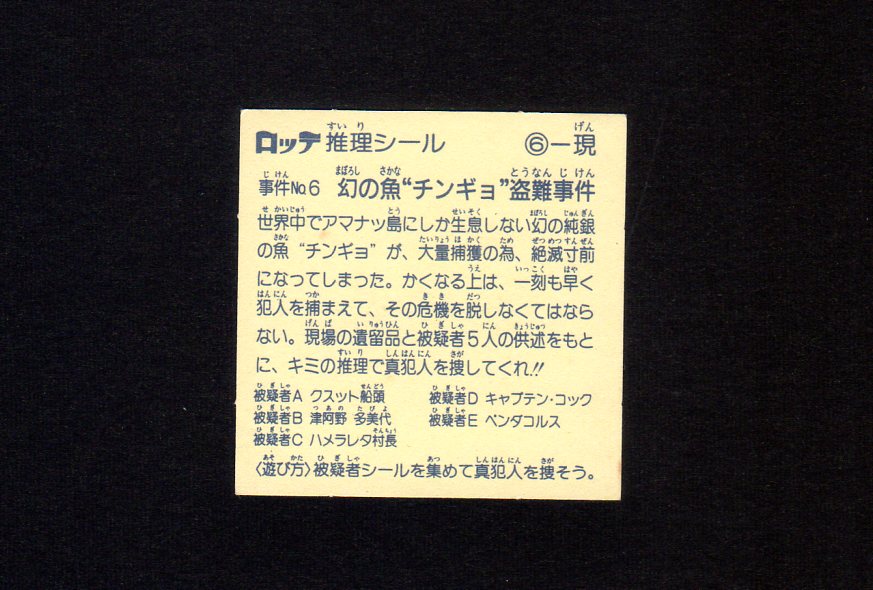 ロッテ推理シール ⑥ー現
事件No.6 幻の魚“チンギョ”盗難事件
世界中でアマナッ島にしか生息しない幻の純銀
の魚“チンギョ”が、大量捕獲の為、絶滅寸前
になってしまった。かくなる上は、一刻も早く
犯人を捕まえて、その危機を脱しなくてはなら
ない。現場の遺留品と被疑者5人の供述をもと
に、キミの推理で真犯人を捜してくれ!!
被疑者A クスット船頭 被疑者D キャプテン・コック
被疑者B 津阿野 多美代 被疑者E ペンダコルス
被疑者C ハメラレタ村長
〈遊び方〉被疑者シールを集めて真犯人を捜そう。